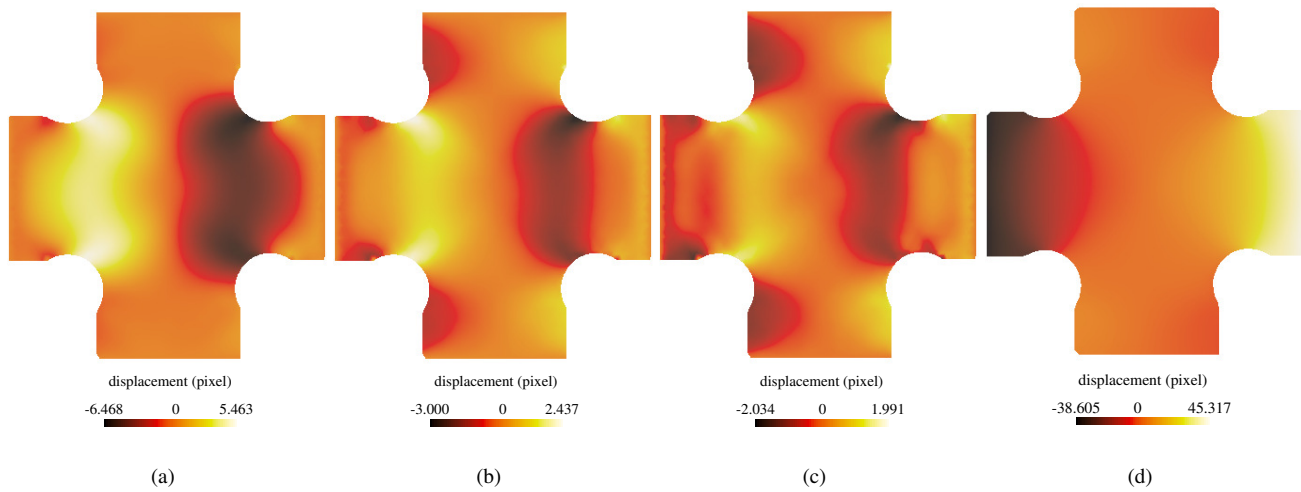 displacement (pixel)
-6.468 0 5.463
(a)
displacement (pixel)
-3.000 0 2.437
(b)
displacement (pixel)
-2.034 0 1.991
(c)
displacement (pixel)
-38.605 0 45.317
(d)